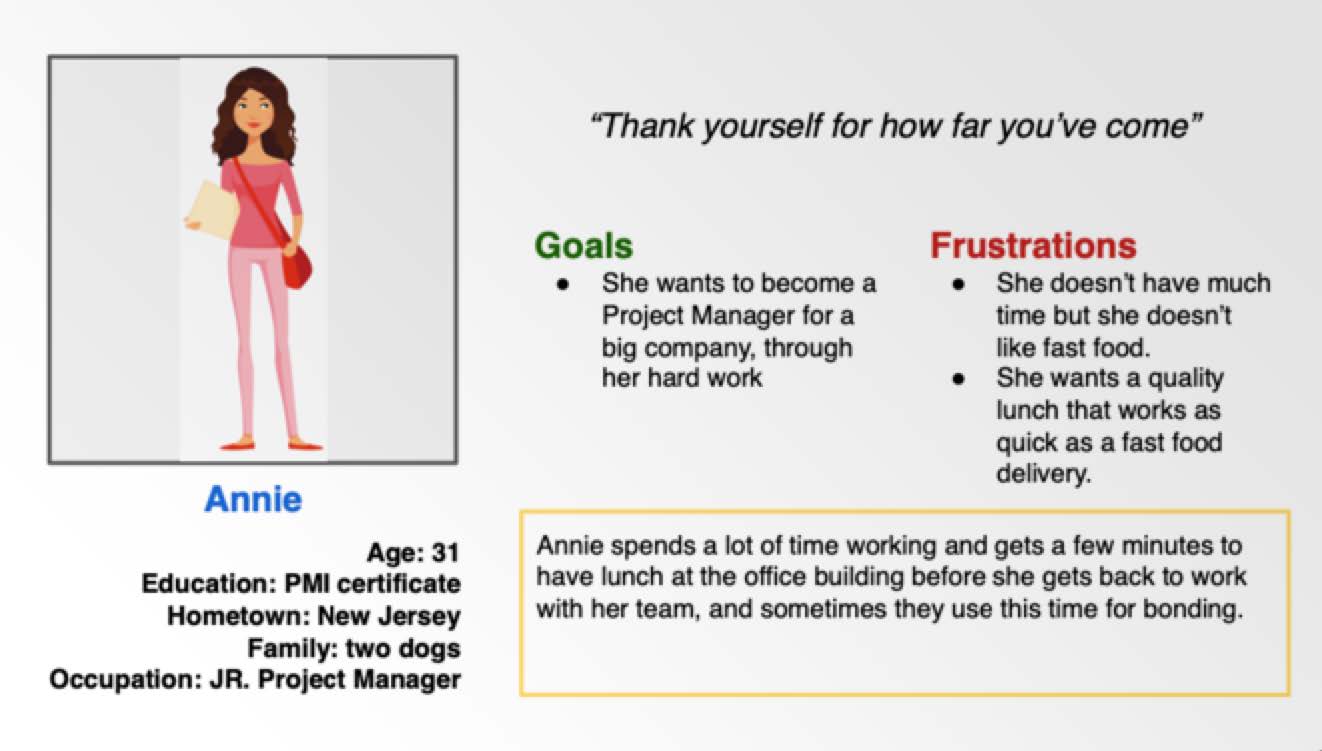 “Thank yourself for how far you’ve come”
Annie
Age: 31
Education: PMI certificate
Hometown: New Jersey
Family: two dogs
Occupation: JR. Project Manager
Goals
● She wants to become a
Project Manager for a
big company, through
her hard work
Frustrations
● She doesn’t have much
time but she doesn’t
like fast food.
● She wants a quality
lunch that works as
quick as a fast food
delivery.
Annie spends a lot of time working and gets a few minutes to
have lunch at the office building before she gets back to work
with her team, and sometimes they use this time for bonding.